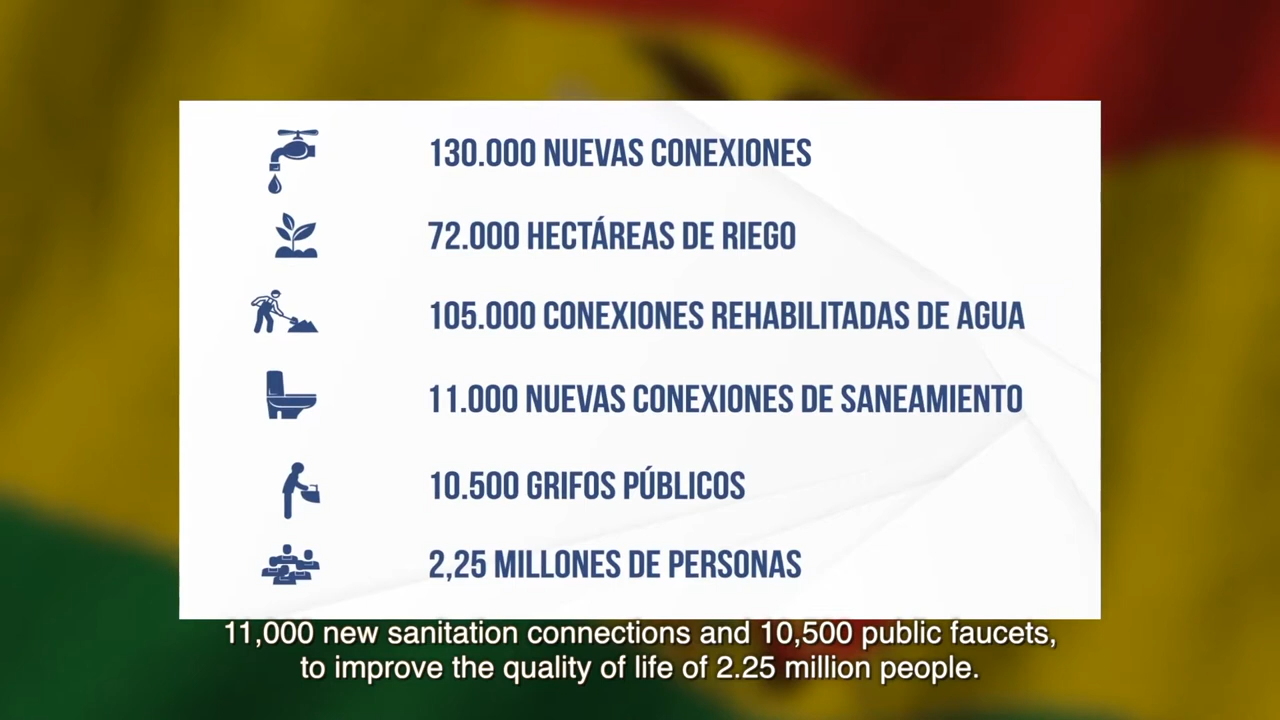 130.000 NUEVAS CONEXIONES
72.000 HECTÁREAS DE RIEGO
105.000 CONEXIONES REHABILITADAS DE AGUA
11.000 NUEVAS CONEXIONES DE SANEAMIENTO
10.500 GRIFOS PÚBLICOS
2,25 MILLONES DE PERSONAS
11,000 new sanitation connections and 10,500 public faucets,
to improve the quality of life of 2.25 million people.